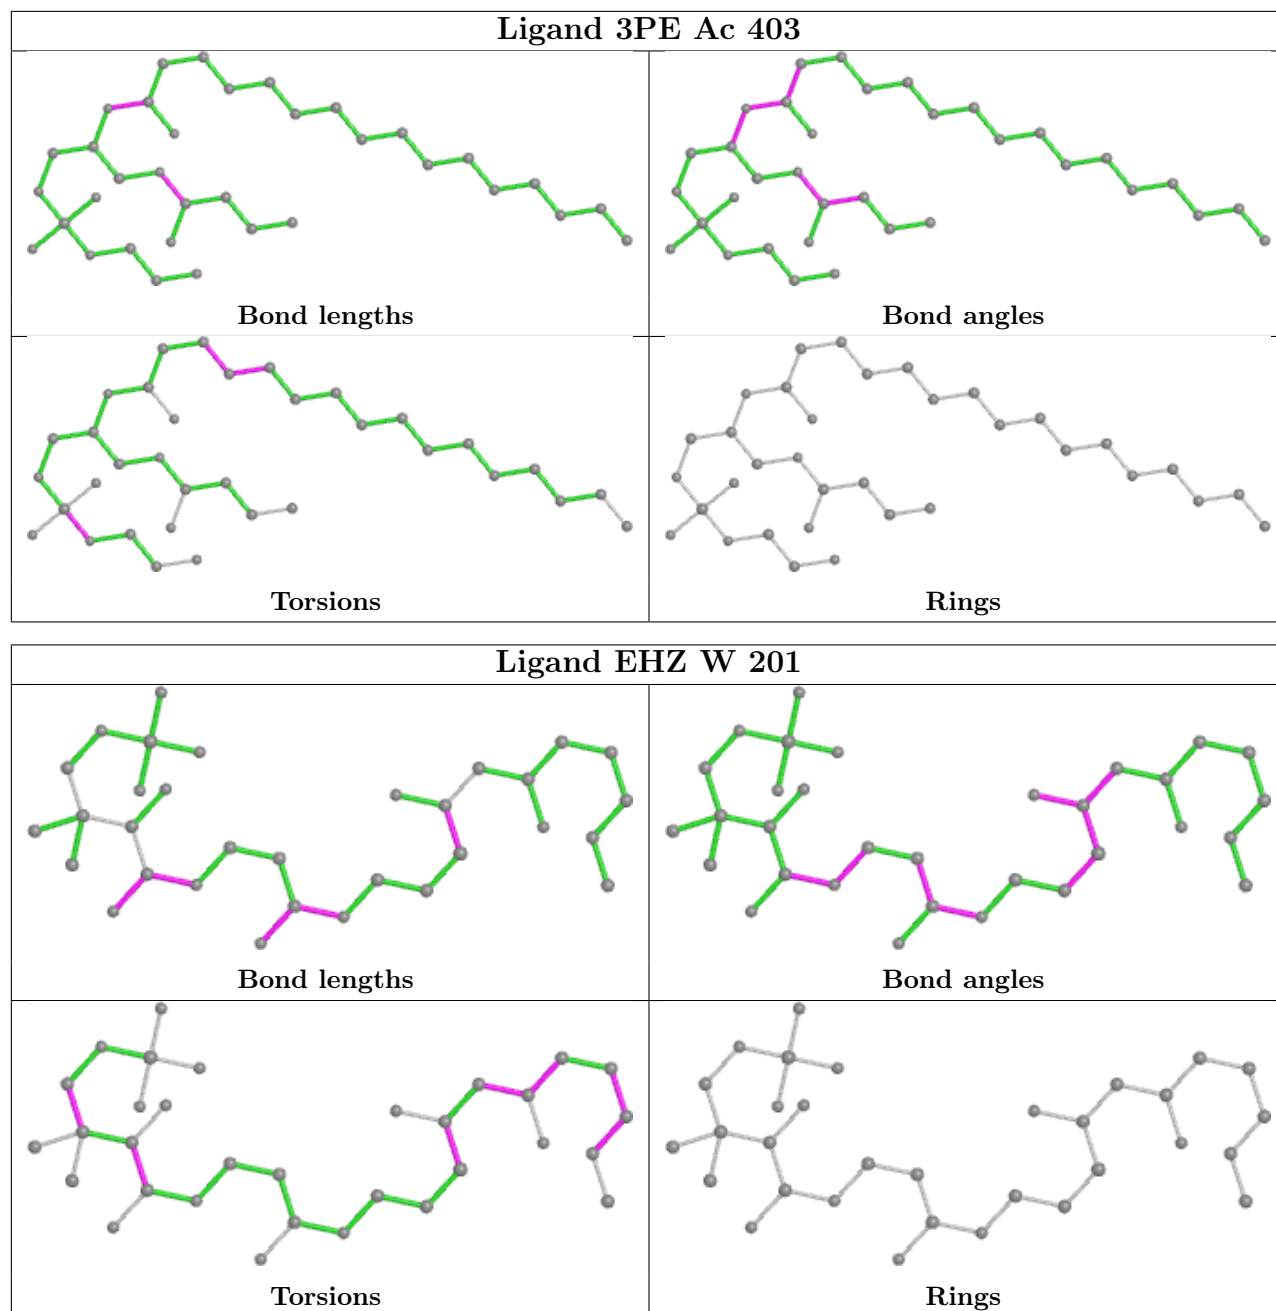 Ligand 3PE Ac 403
Bond lengths
Bond angles
Torsions
Rings
Ligand EHZ W 201
Bond lengths
Bond angles
Torsions
Rings